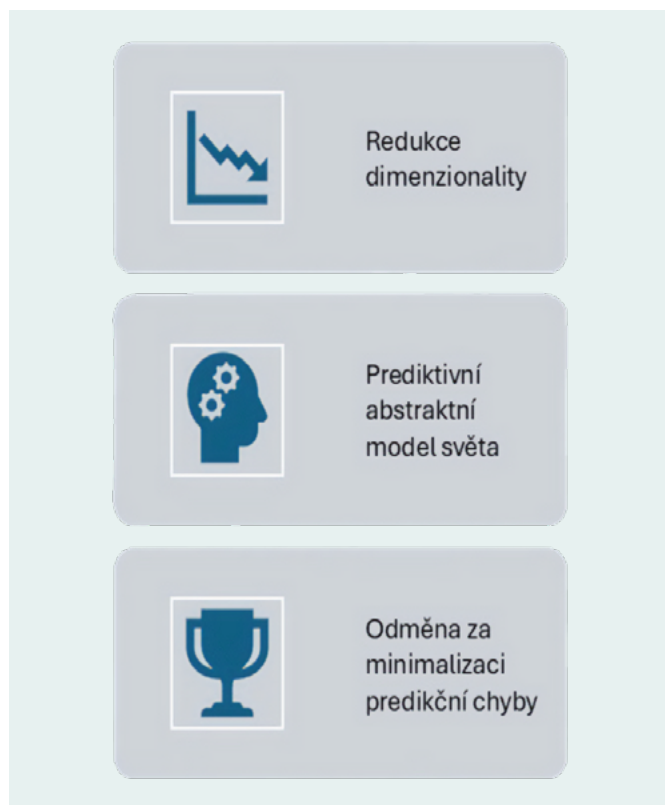 Redukce
dimenzionality
Prediktivní
abstraktní
model světa
Odměna za
minimalizaci
predikční chyby